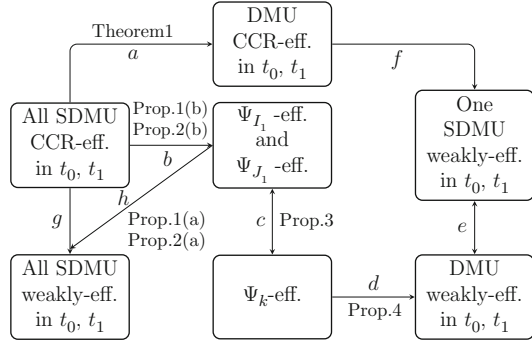 Theorem1
a
DMU
CCR-eff.
in t₀, t₁
f
All SDMU
CCR-eff.
in t₀, t₁
Prop.1(b)
Prop.2(b)
b
Ψ_{I₁} -eff.
and
Ψ_{J₁} -eff.
One
SDMU
weakly-eff.
in t₀, t₁
g
h
Prop.1(a)
Prop.2(a)
c
Prop.3
e
All SDMU
weakly-eff.
in t₀, t₁
Ψ_k-eff.
d
Prop.4
DMU
weakly-eff.
in t₀, t₁